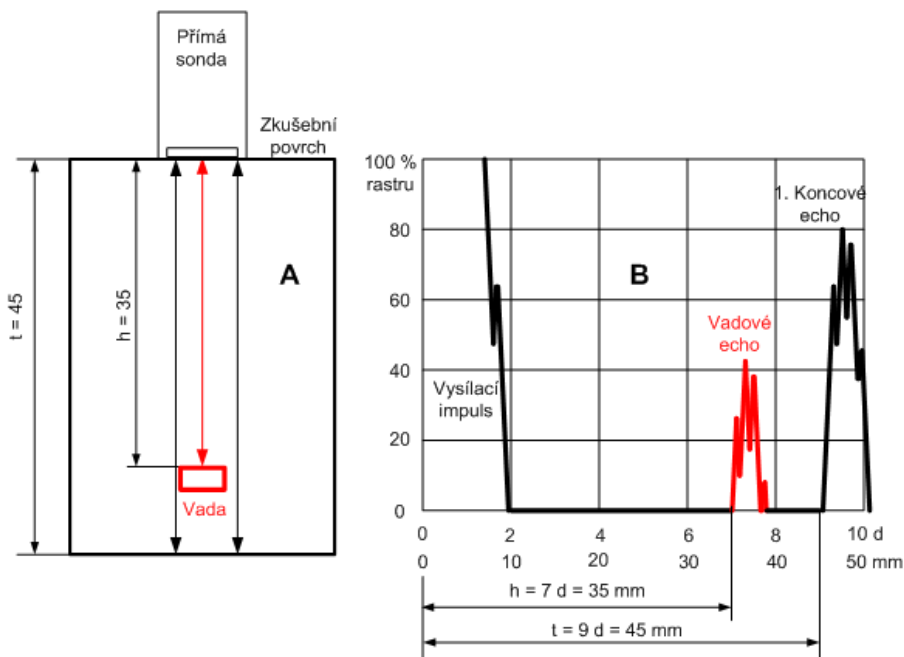 Přímá
sonda
Zkušební
povrch
t = 45
h = 35
A
Vada
100 %
rastru
80
60
40
20
0
1. Koncové
echo
B
Vadové
echo
Vysílací
impuls
0 2 4 6 8 10 d
0 10 20 30 40 50 mm
h = 7 d = 35 mm
t = 9 d = 45 mm